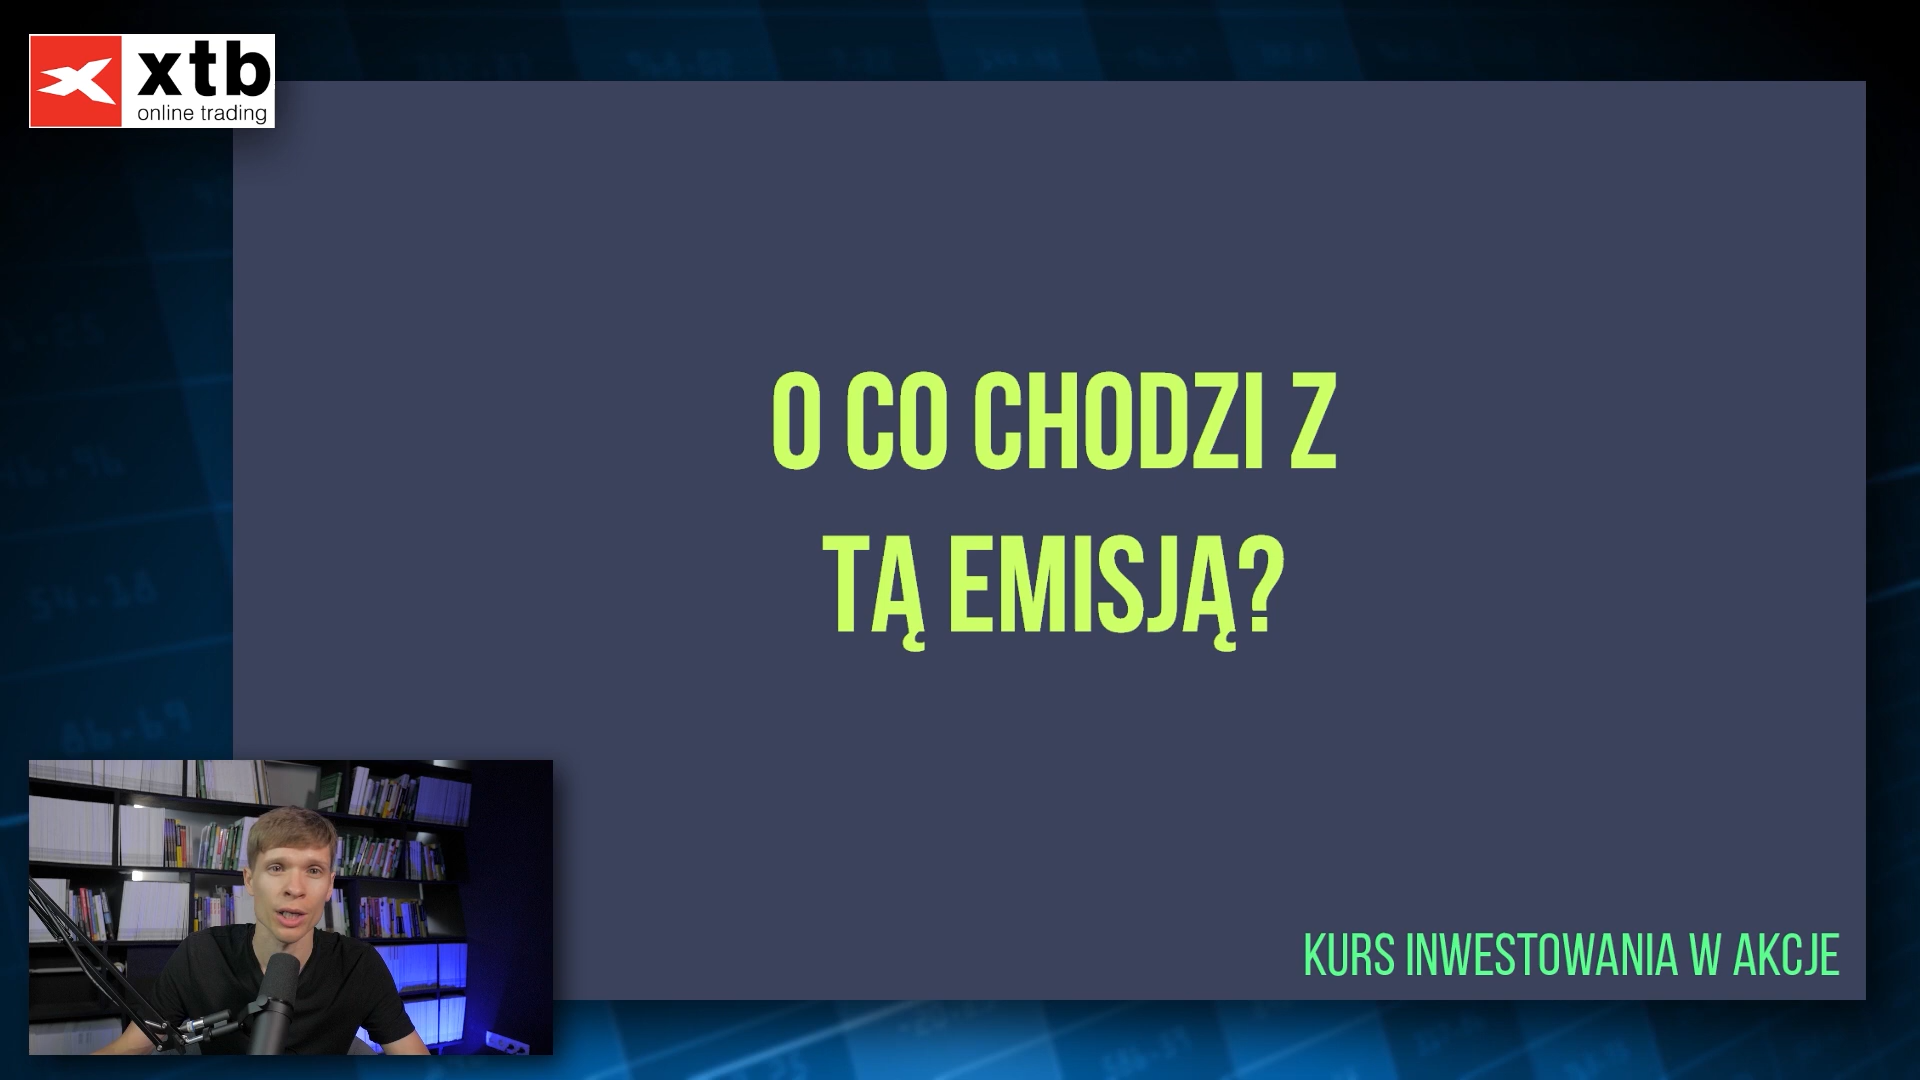 xtb
online trading
O CO CHODZI Z
TĄ EMISJĄ?
KURS INWESTOWANIA W AKCJE